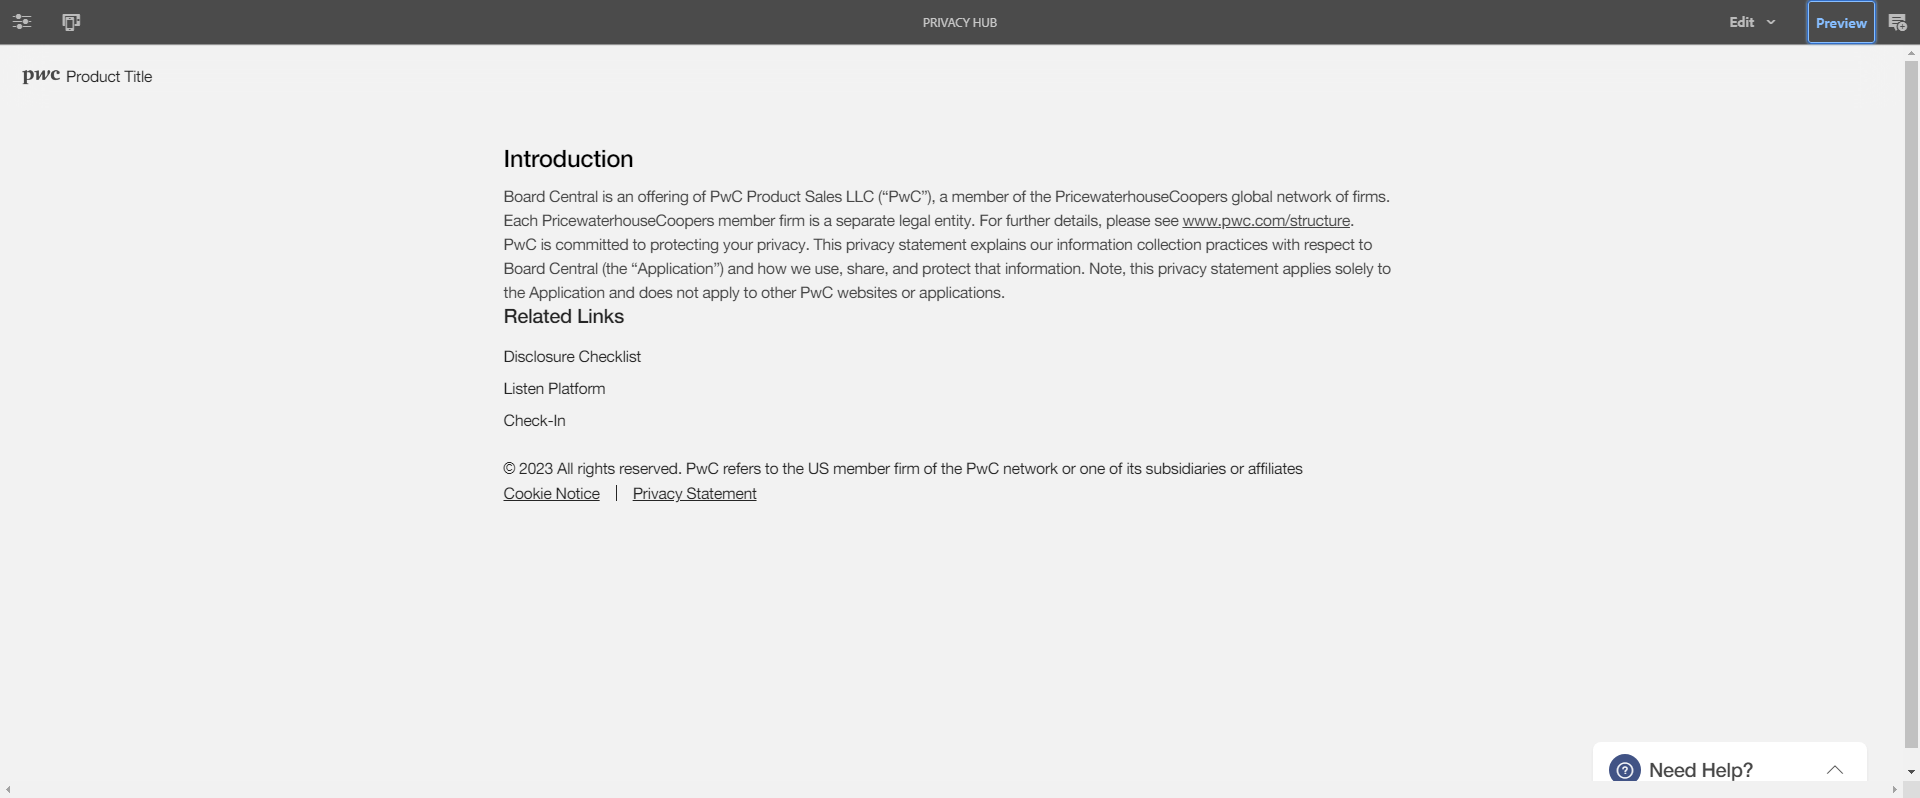 PRIVACY HUB
Edit
Preview
pwc Product Title
Introduction
Board Central is an offering of PwC Product Sales LLC (“PwC”), a member of the PricewaterhouseCoopers global network of firms.
Each PricewaterhouseCoopers member firm is a separate legal entity. For further details, please see www.pwc.com/structure.
PwC is committed to protecting your privacy. This privacy statement explains our information collection practices with respect to
Board Central (the “Application”) and how we use, share, and protect that information. Note, this privacy statement applies solely to
the Application and does not apply to other PwC websites or applications.
Related Links
Disclosure Checklist
Listen Platform
Check-In
© 2023 All rights reserved. PwC refers to the US member firm of the PwC network or one of its subsidiaries or affiliates
Cookie Notice | Privacy Statement
Need Help?